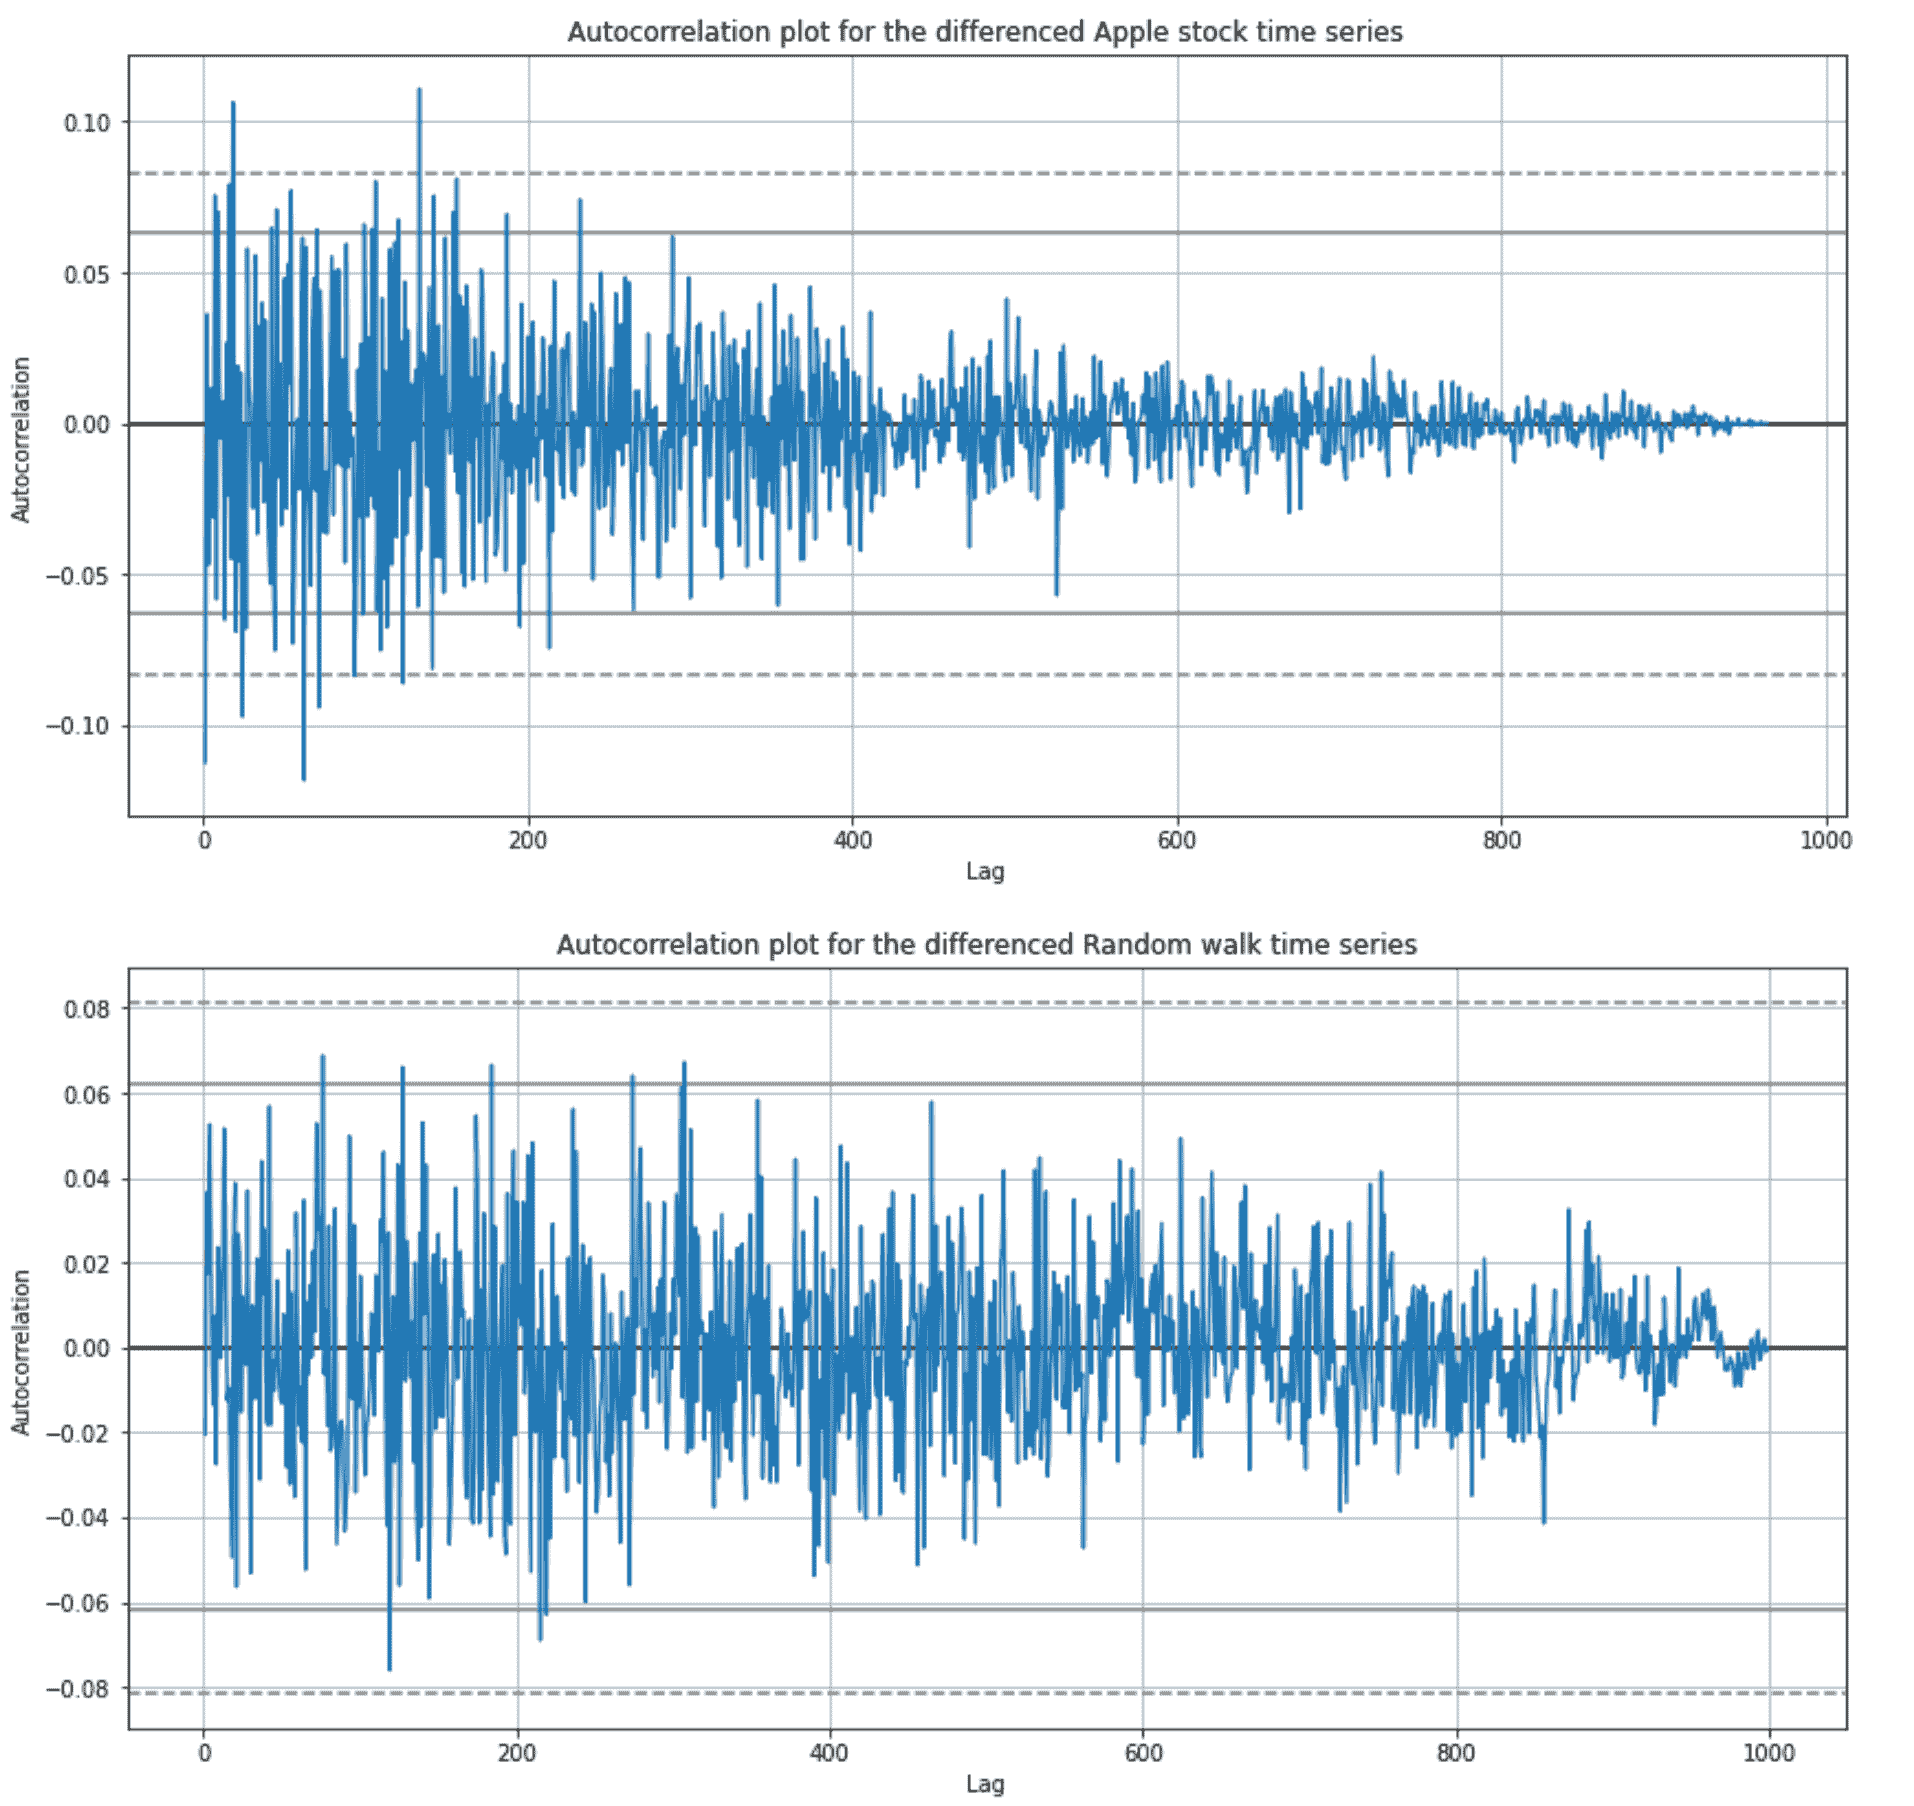 Autocorrelation plot for the differenced Apple stock time series
0.10
0.05
0.00
−0.05
−0.10
Autocorrelation
0 200 400 600 800 1000
Lag
Autocorrelation plot for the differenced Random walk time series
0.08
0.06
0.04
0.02
0.00
−0.02
−0.04
−0.06
−0.08
Autocorrelation
0 200 400 600 800 1000
Lag